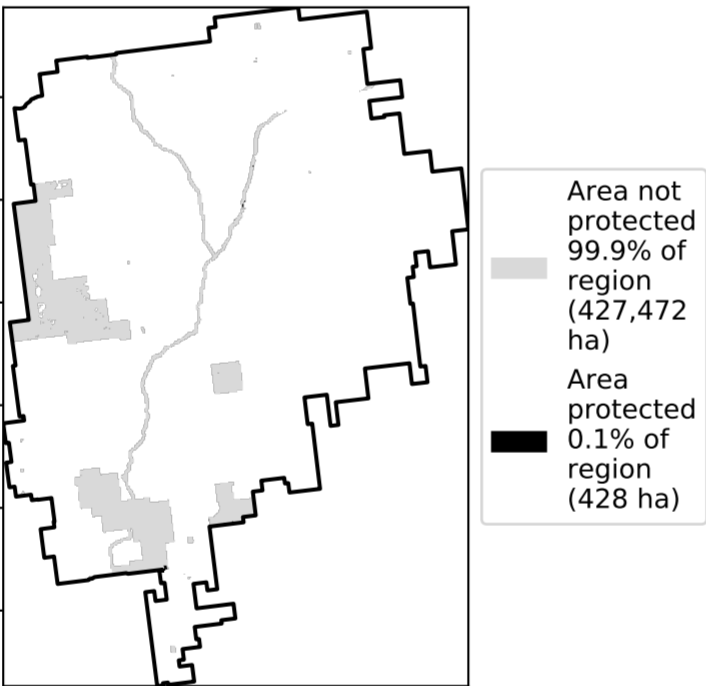 Area not
protected
99.9% of
region
(427,472
ha)
Area
protected
0.1% of
region
(428 ha)